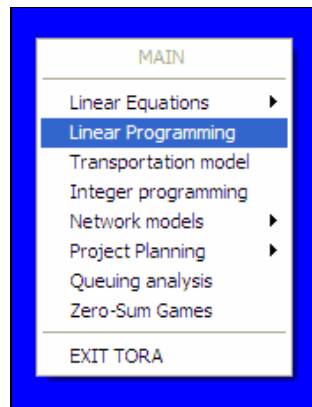 MAIN
Linear Equations
Linear Programming
Transportation model
Integer programming
Network models
Project Planning
Queuing analysis
Zero-Sum Games
EXIT TORA